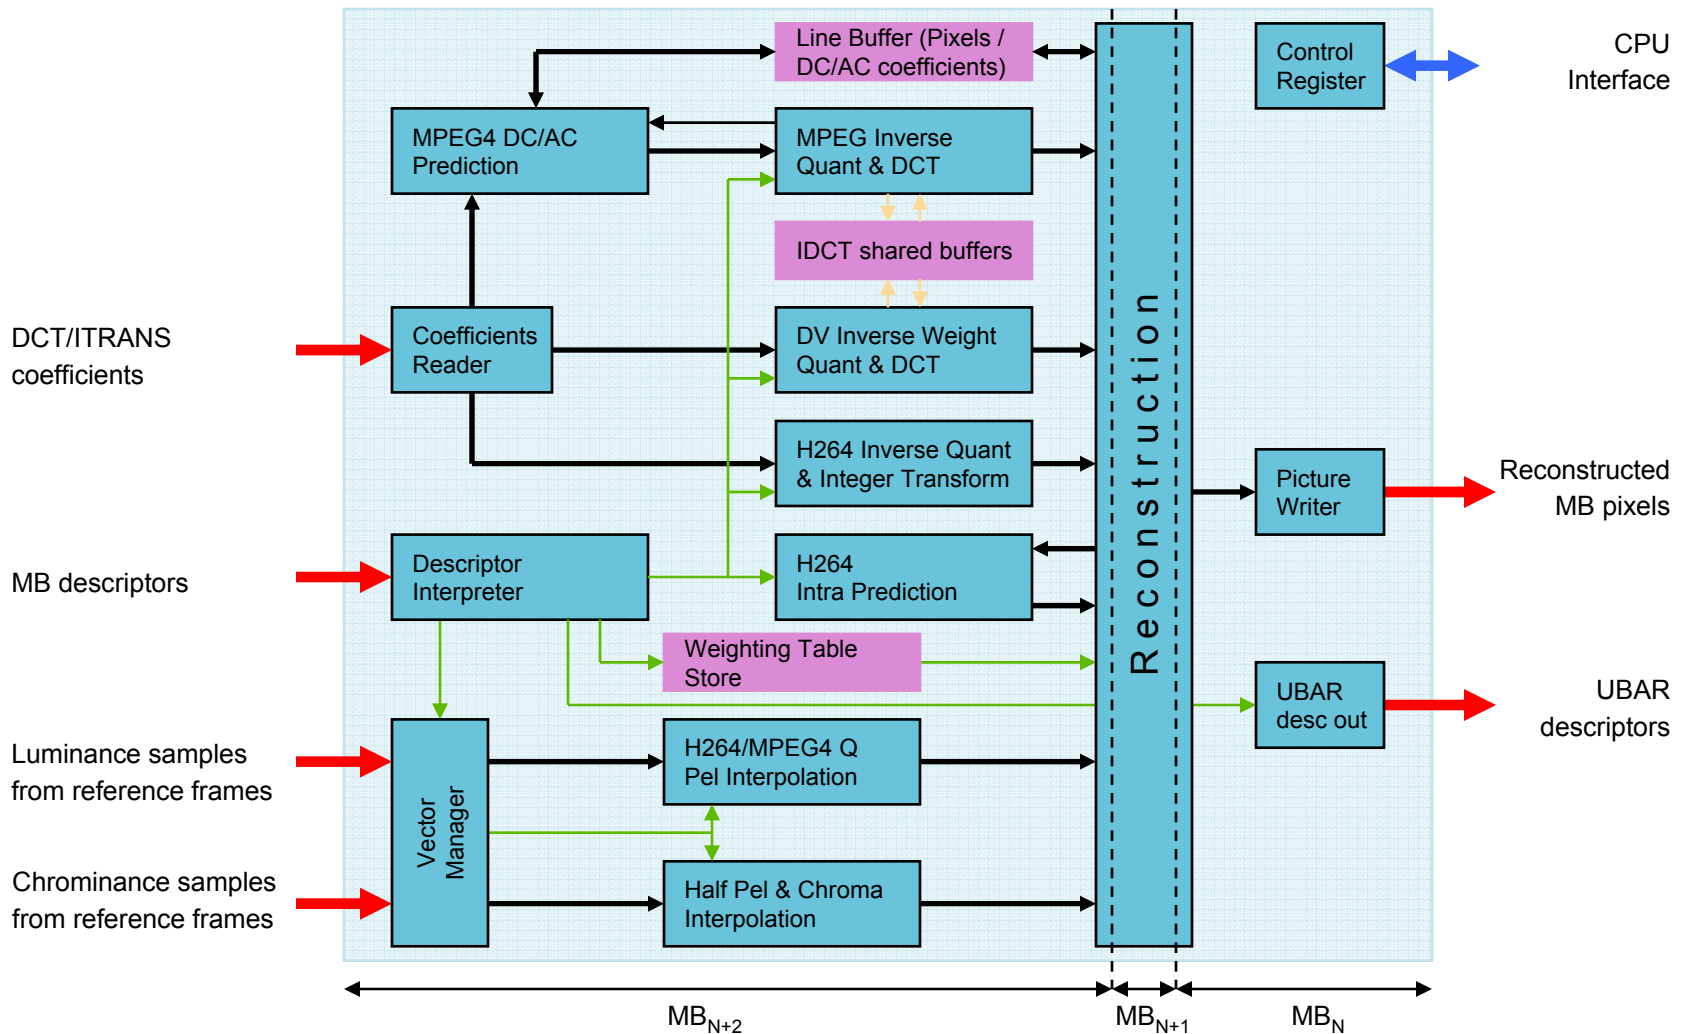 Line Buffer (Pixels /
DC/AC coefficients)
Control
Register
CPU
Interface
MPEG4 DC/AC
Prediction
MPEG Inverse
Quant & DCT
IDCT shared buffers
DCT/ITRANS
coefficients
Coefficients
Reader
DV Inverse Weight
Quant & DCT
Reconstruction
H264 Inverse Quant
& Integer Transform
Picture
Writer
Reconstructed
MB pixels
MB descriptors
Descriptor
Interpreter
H264
Intra Prediction
Weighting Table
Store
UBAR
desc out
UBAR
descriptors
Luminance samples
from reference frames
Vector
Manager
H264/MPEG4 Q
Pel Interpolation
Chrominance samples
from reference frames
Half Pel & Chroma
Interpolation
MB_N+2
MB_N+1
MB_N